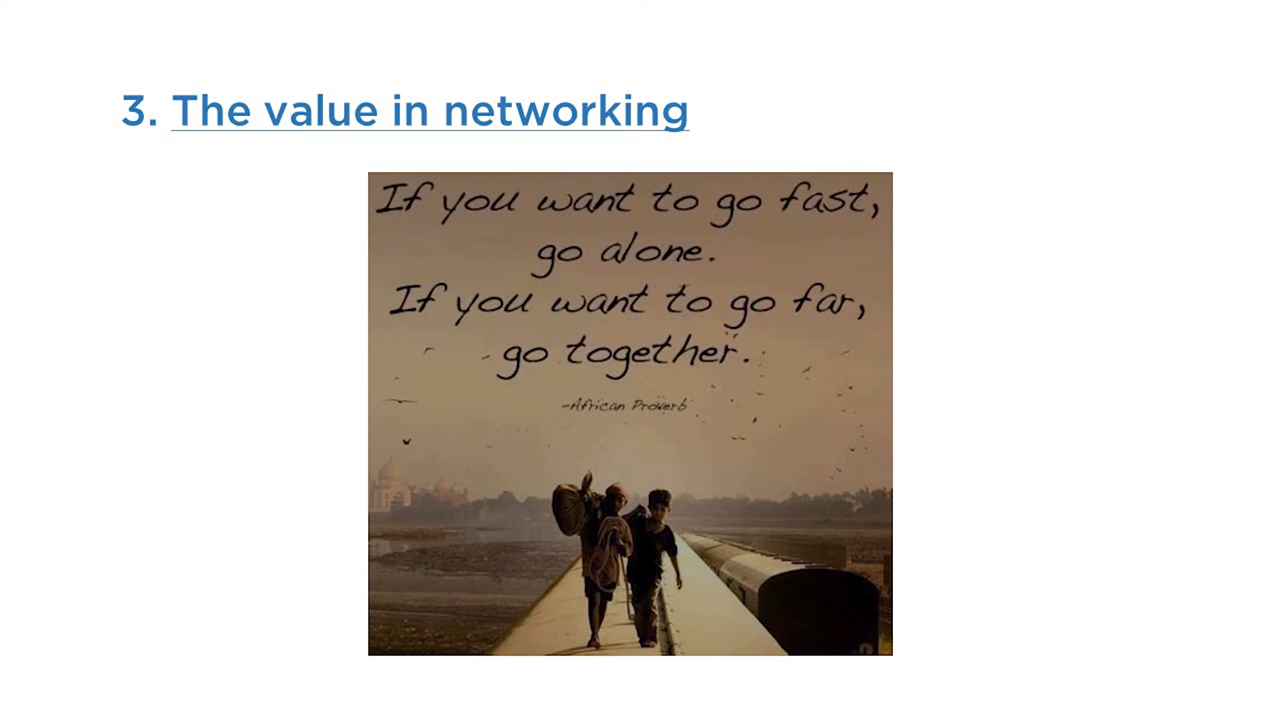 3. The value in networking
If you want to go fast,
go alone.
If you want to go far,
go together.
-African Proverb